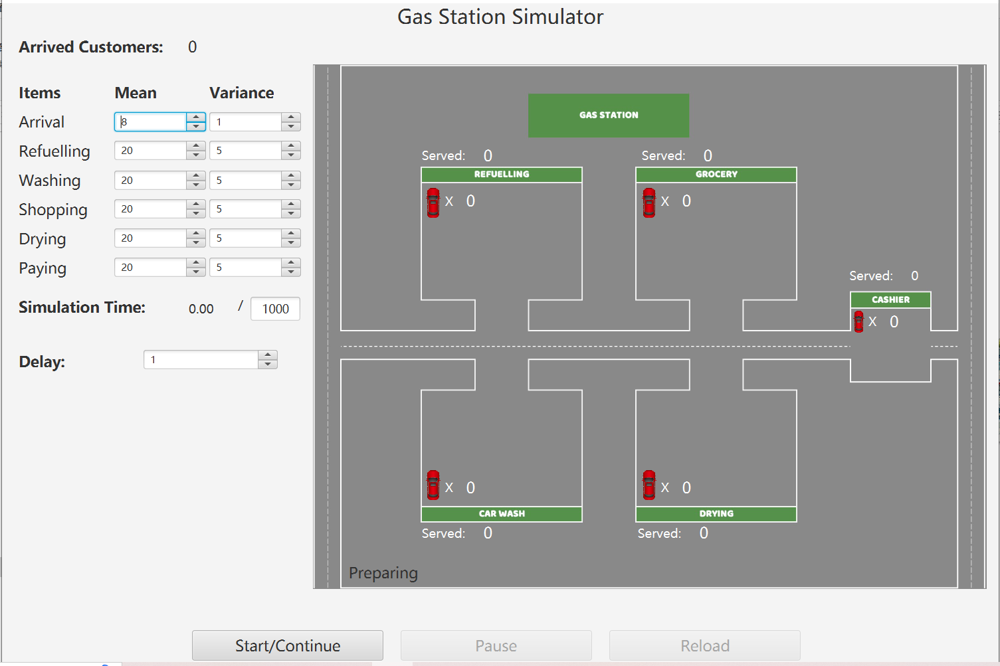 Gas Station Simulator
Arrived Customers: 0
Items Mean Variance
Arrival 8 1
Refuelling 20 5
Washing 20 5
Shopping 20 5
Drying 20 5
Paying 20 5
Simulation Time: 0.00 / 1000
Delay: 1
GAS STATION
Served: 0
REFUELLING
X 0
Served: 0
GROCERY
X 0
Served: 0
CASHIER
X 0
X 0
CAR WASH
Served: 0
X 0
DRYING
Served: 0
Preparing
Start/Continue Pause Reload